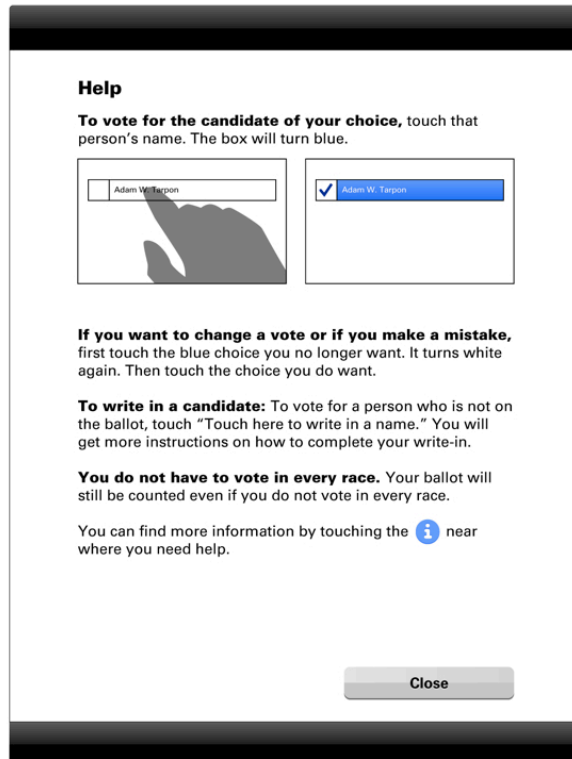 Help
To vote for the candidate of your choice, touch that
person's name. The box will turn blue.
Adam W. Tarpon
Adam W. Tarpon
If you want to change a vote or if you make a mistake,
first touch the blue choice you no longer want. It turns white
again. Then touch the choice you do want.
To write in a candidate: To vote for a person who is not on
the ballot, touch “Touch here to write in a name.” You will
get more instructions on how to complete your write-in.
You do not have to vote in every race. Your ballot will
still be counted even if you do not vote in every race.
You can find more information by touching the i near
where you need help.
Close